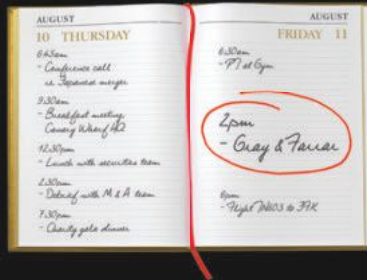 AUGUST
10 THURSDAY
6:45am
- Conference call
re Japanese merger
9:30am
- Breakfast meeting
Canary Wharf HQ
12:30pm
- Lunch with securities team
2:30pm
- Debrief with M & A team
7:30pm
- Charity gala dinner
AUGUST
FRIDAY 11
6:30am
- PT at Gym
2pm
- Gray & Farrar
6pm
- Flight to JFK